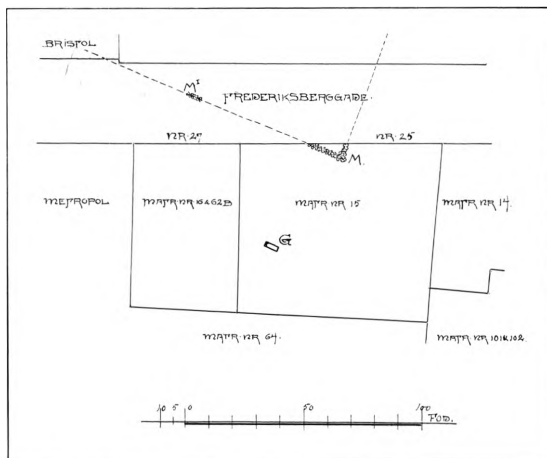 BRISTOL
M¹
FREDERIKSBERGGADE.
NR. 27
NR. 25
M.
METROPOL
MATR NR 16 & 62B
MATR NR 15
MATR NR 14.
G
MATR. NR 64.
MATR NR 101 & 102
10 5 0 50 100
FOD.